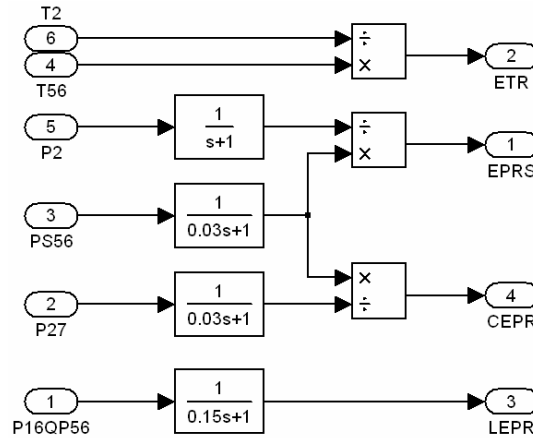 T2
6
÷
2
4
×
T56
ETR
5
1
s+1
÷
1
P2
×
EPRS
3
1
0.03s+1
PS56
×
2
1
0.03s+1
÷
4
P27
CEPR
1
1
0.15s+1
3
P16QP56
LEPR